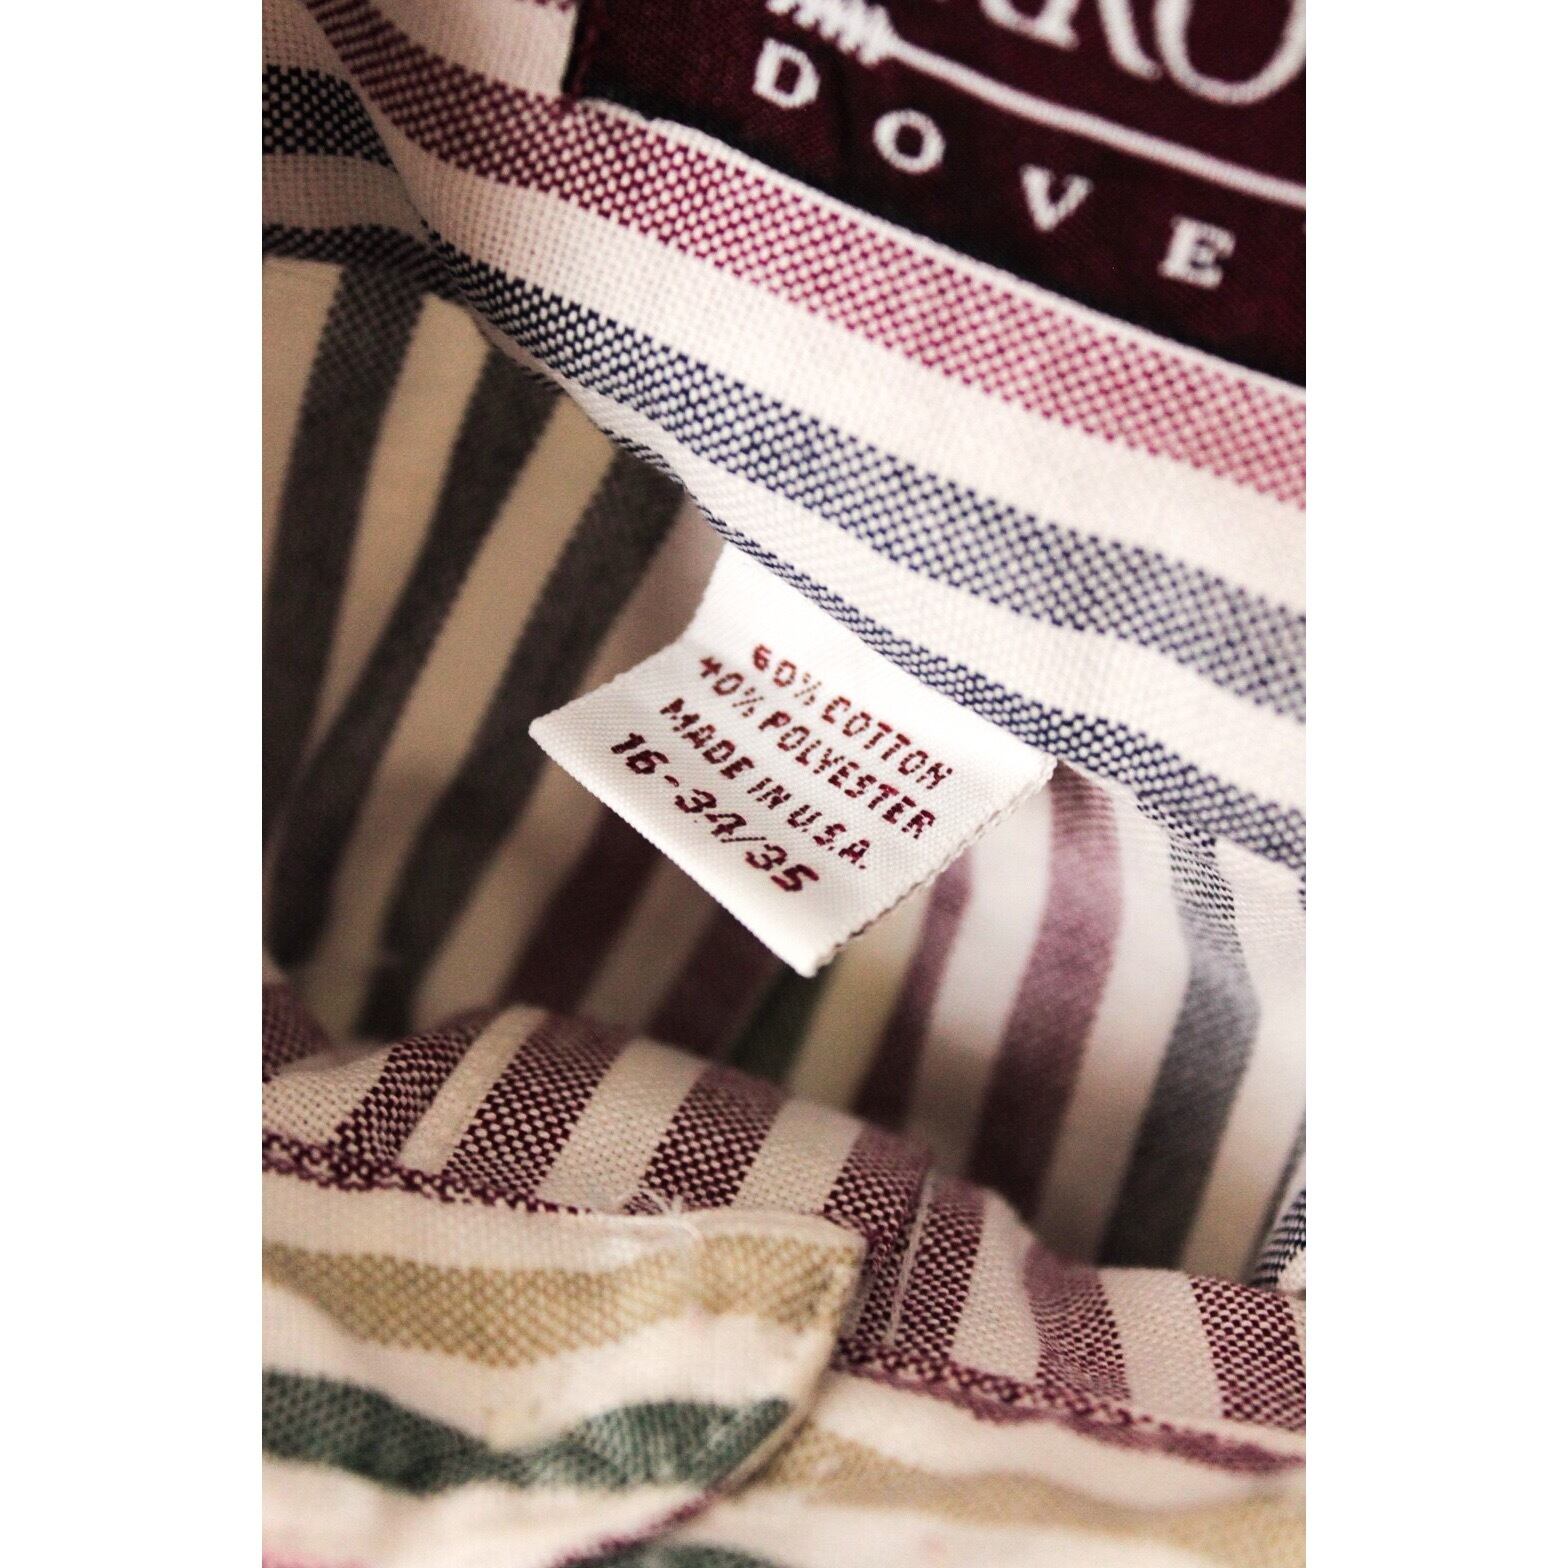 DOVE
60% COTTON
40% POLYESTER
MADE IN U.S.A.
16-34/35